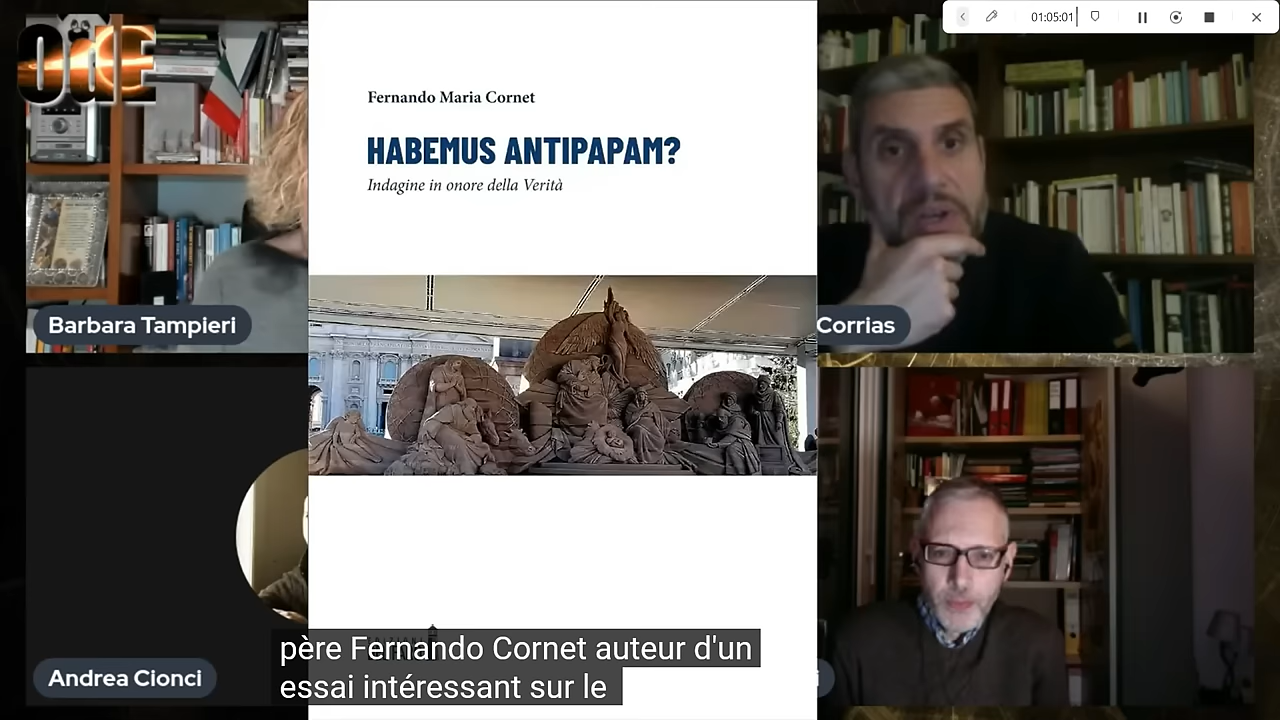 OdE
01:05:01
Fernando Maria Cornet
HABEMUS ANTIPAPAM?
Indagine in onore della Verità
Barbara Tampieri
Corrias
Andrea Cionci
père Fernando Cornet auteur d'un
essai intéressant sur le